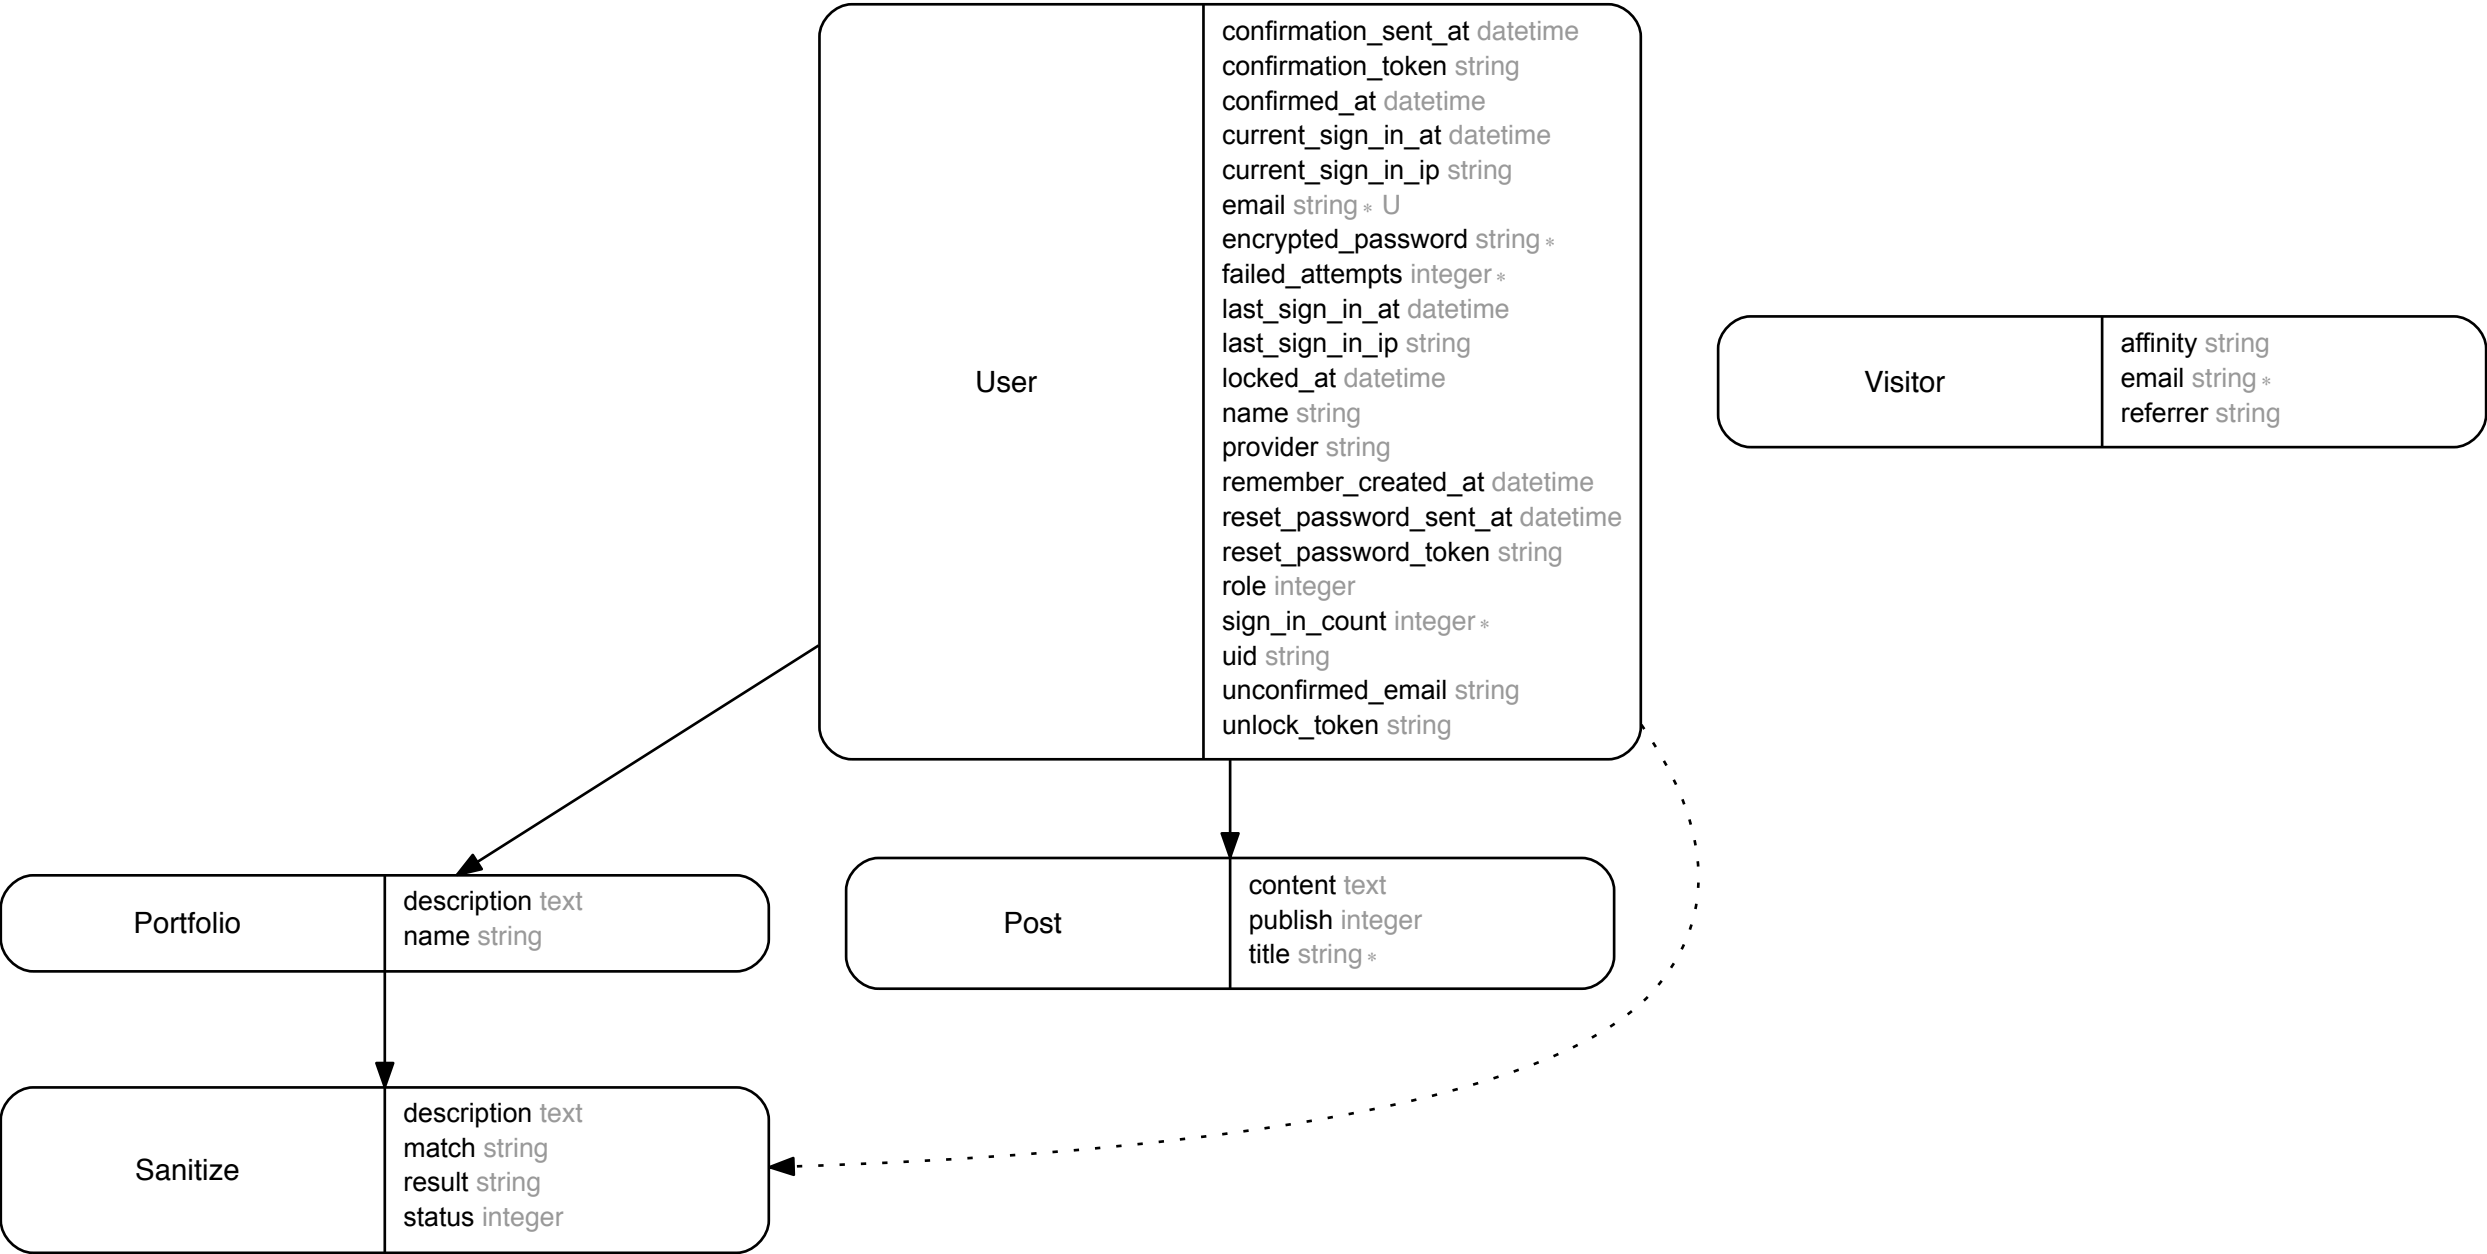 User
confirmation_sent_at datetime
confirmation_token string
confirmed_at datetime
current_sign_in_at datetime
current_sign_in_ip string
email string ∗ U
encrypted_password string ∗
failed_attempts integer ∗
last_sign_in_at datetime
last_sign_in_ip string
locked_at datetime
name string
provider string
remember_created_at datetime
reset_password_sent_at datetime
reset_password_token string
role integer
sign_in_count integer ∗
uid string
unconfirmed_email string
unlock_token string
Visitor
affinity string
email string ∗
referrer string
Portfolio
description text
name string
Post
content text
publish integer
title string ∗
Sanitize
description text
match string
result string
status integer